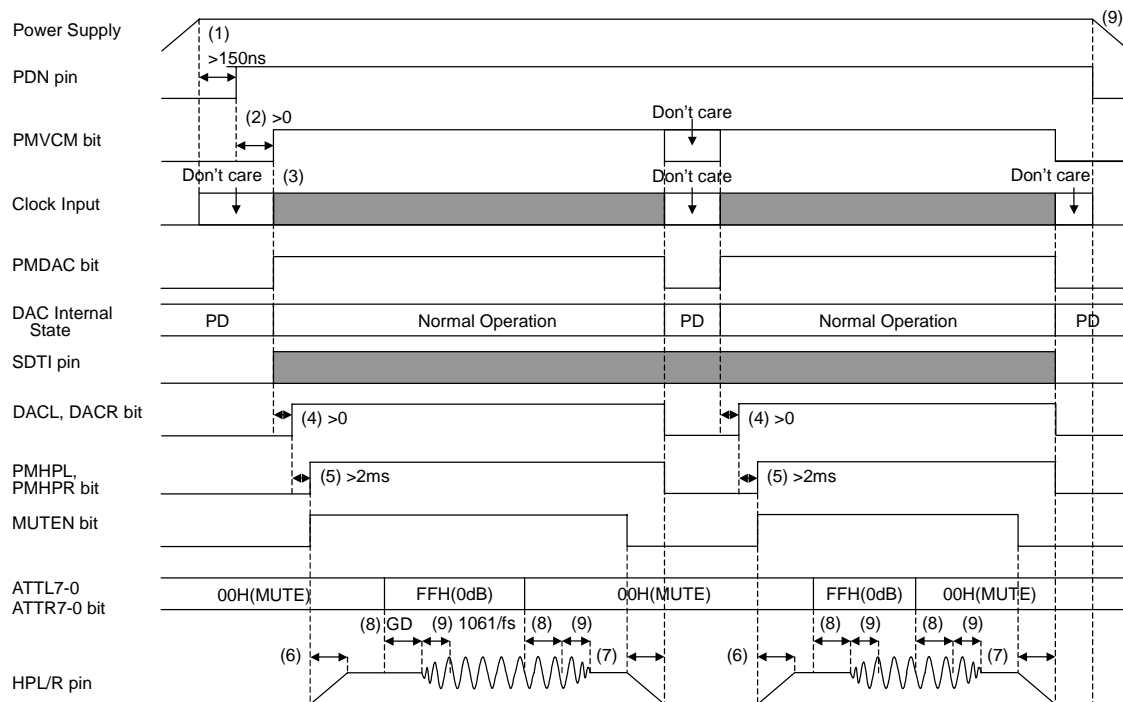 Power Supply (1) (9)
>150ns
PDN pin
(2) >0 Don't care
PMVCM bit
Don't care (3) Don't care Don't care
Clock Input
PMDAC bit
DAC Internal
State
PD Normal Operation PD Normal Operation PD
SDTI pin
DACL, DACR bit (4) >0 (4) >0
PMHPL,
PMHPR bit
(5) >2ms (5) >2ms
MUTEN bit
ATTL7-0
ATTR7-0 bit
00H(MUTE) FFH(0dB) 00H(MUTE) FFH(0dB) 00H(MUTE)
(8) GD (9) 1061/fs (8) (9) (8) (9) (8) (9)
(6) (7) (6) (7)
HPL/R pin